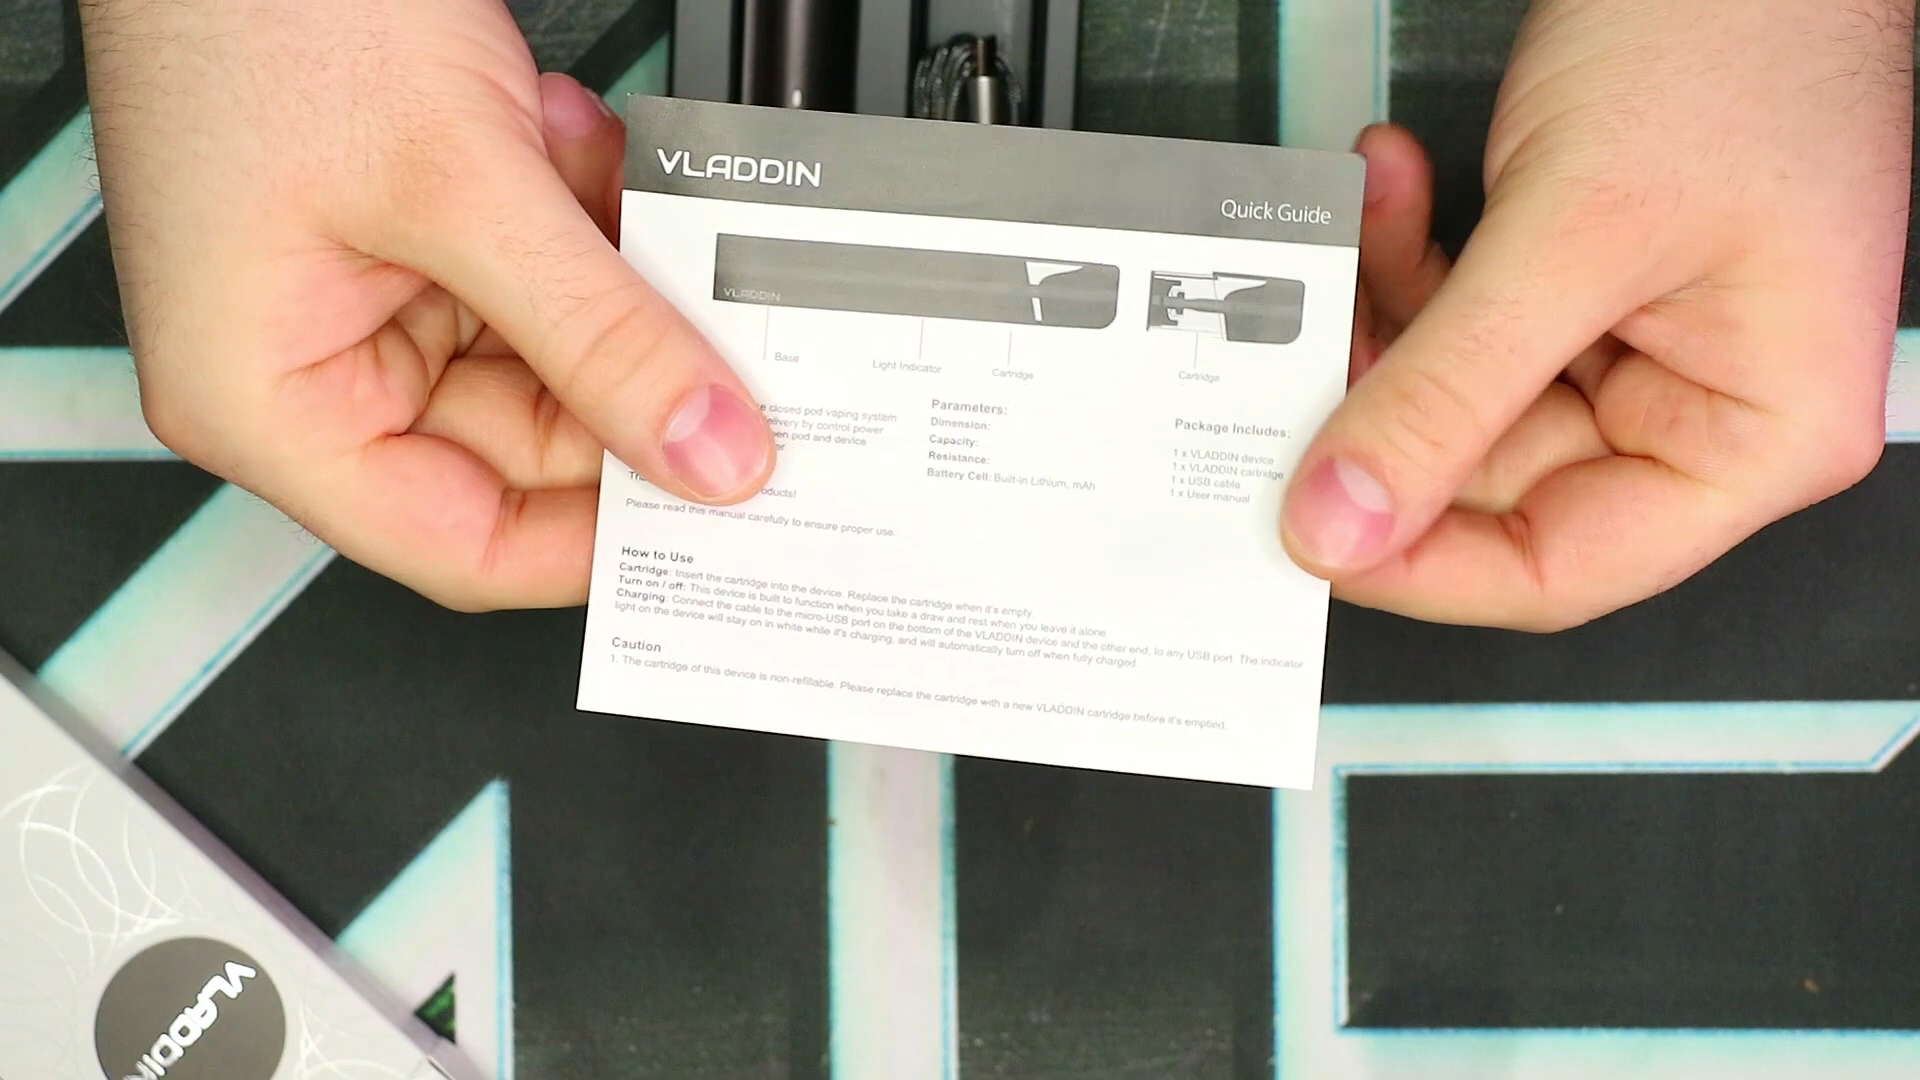 VLADDIN
Quick Guide
VLADDIN
Base
Light Indicator
Cartridge
Cartridge
closed pod vaping system
delivery by control power
pod and device
Parameters:
Dimension:
Capacity:
Resistance:
Battery Cell: Built-in Lithium, mAh
Package Includes:
1 x VLADDIN device
1 x VLADDIN cartridge
1 x USB cable
1 x User manual
Please read this manual carefully to ensure proper use.
How to Use
Cartridge: Insert the cartridge into the device. Replace the cartridge when it's empty.
Turn on / off: This device is built to function when you take a draw and rest when you leave it alone.
Charging: Connect the cable to the micro-USB port on the bottom of the VLADDIN device and the other end, to any USB port. The indicator
light on the device will stay on in white while it's charging, and will automatically turn off when fully charged.
Caution
1. The cartridge of this device is non-refillable. Please replace the cartridge with a new VLADDIN cartridge before it's emptied.
VLADDIN